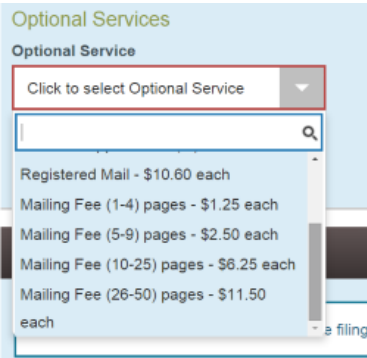 Optional Services
Optional Service
Click to select Optional Service
Registered Mail - $10.60 each
Mailing Fee (1-4) pages - $1.25 each
Mailing Fee (5-9) pages - $2.50 each
Mailing Fee (10-25) pages - $6.25 each
Mailing Fee (26-50) pages - $11.50
each
e filing